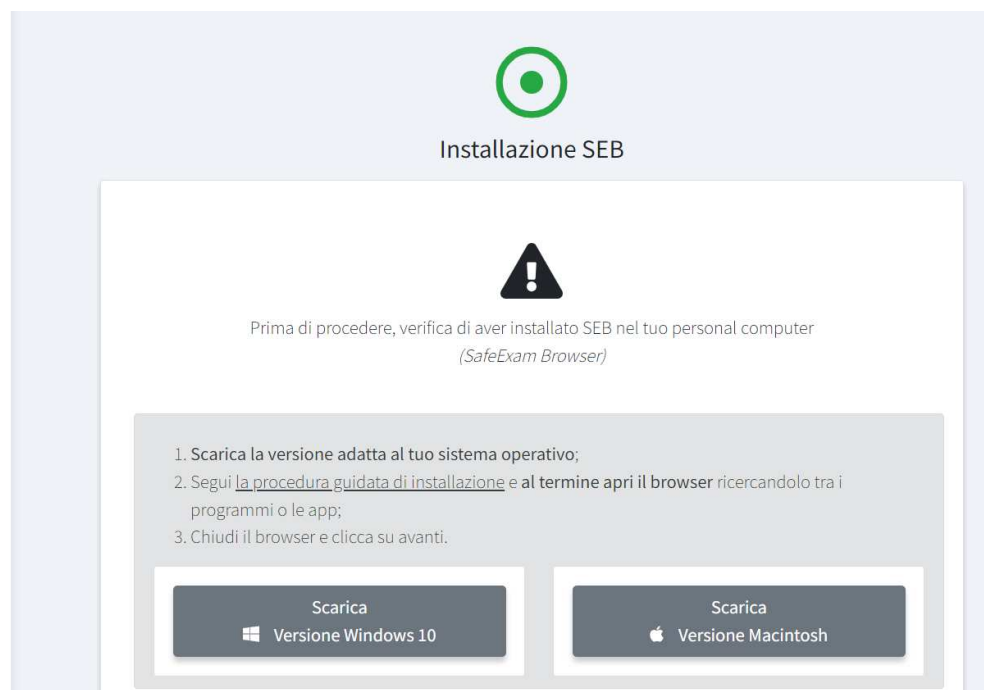 Installazione SEB
Prima di procedere, verifica di aver installato SEB nel tuo personal computer
(SafeExam Browser)
1. Scarica la versione adatta al tuo sistema operativo;
2. Segui la procedura guidata di installazione e al termine apri il browser ricercandolo tra i
programmi o le app;
3. Chiudi il browser e clicca su avanti.
Scarica
Versione Windows 10
Scarica
Versione Macintosh